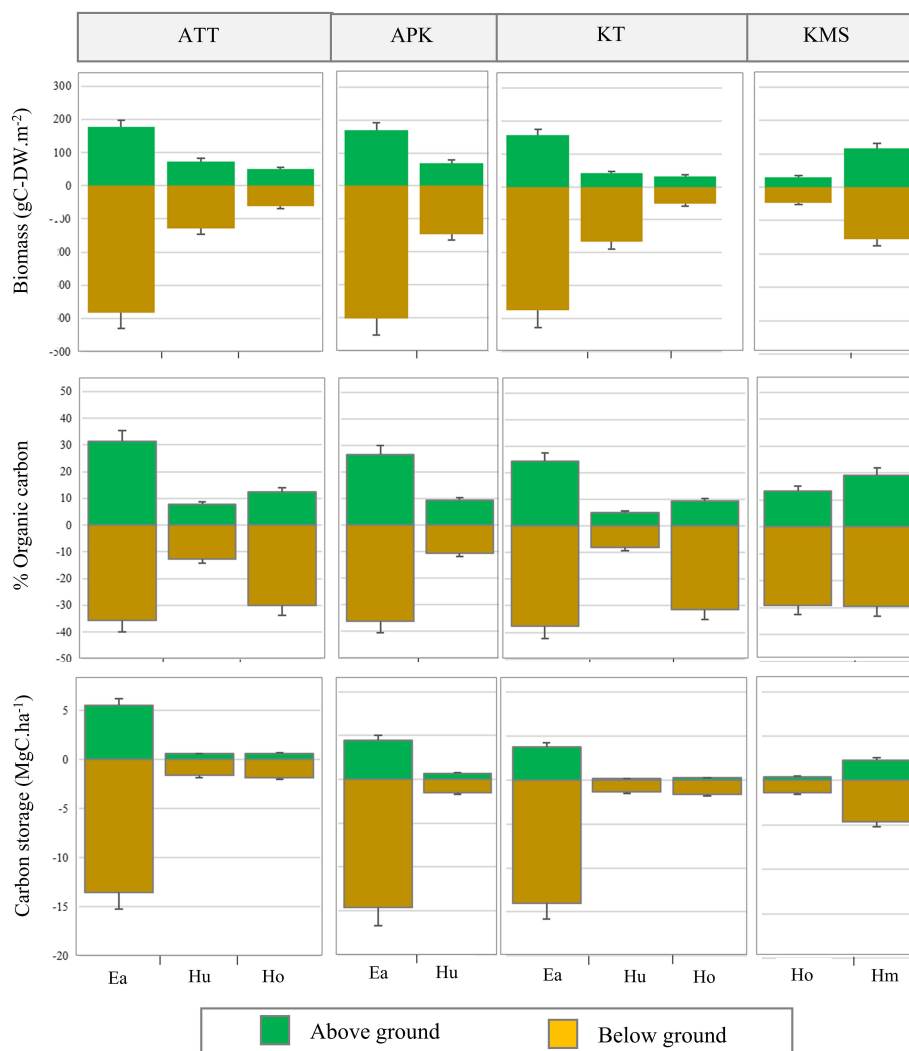 ATT
APK
KT
KMS
Biomass (gC-DW.m⁻²)
300
200
100
0
% Organic carbon
50
40
30
20
10
0
-10
-20
-30
-40
-50
Carbon storage (MgC.ha⁻¹)
5
0
-5
-10
-15
-20
Ea
Hu
Ho
Ea
Hu
Ea
Hu
Ho
Ho
Hm
Above ground
Below ground